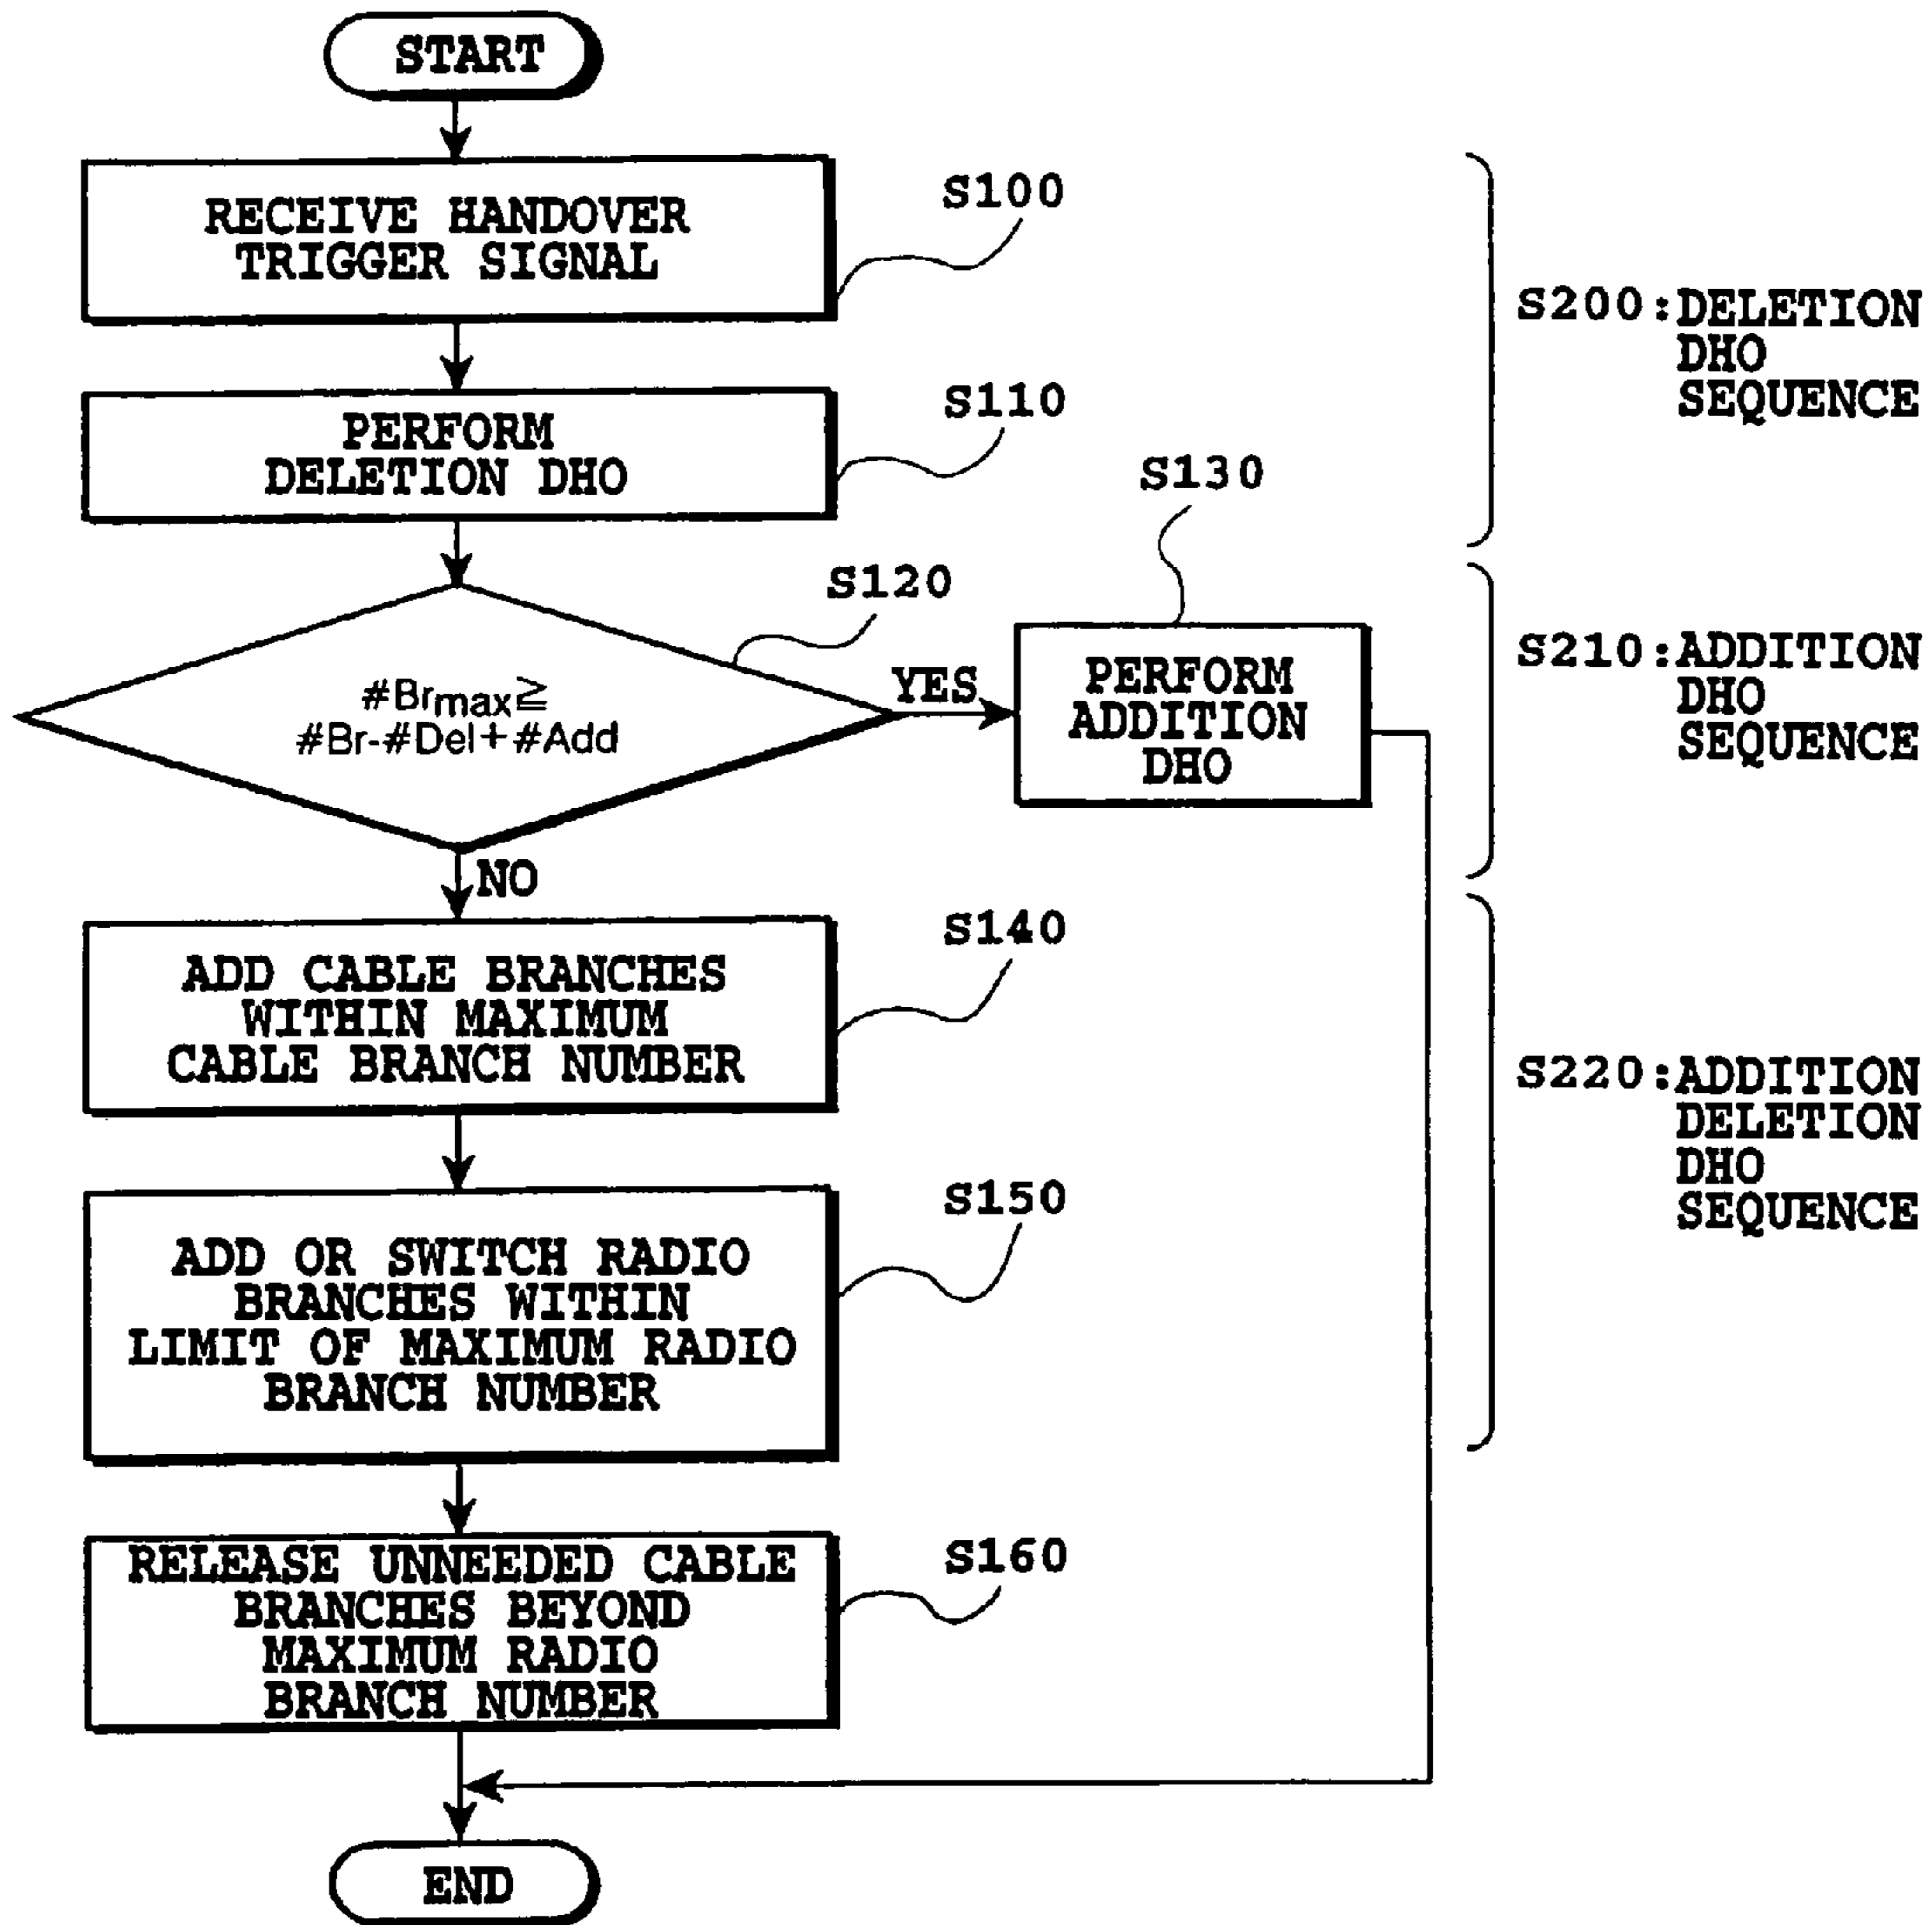 START
RECEIVE HANDOVER
TRIGGER SIGNAL
S100
PERFORM
DELETION DHO
S110
S200:DELETION
DHO
SEQUENCE
#Brmax≧
#Br-#Del+#Add
S120
YES
NO
S130
PERFORM
ADDITION
DHO
S210:ADDITION
DHO
SEQUENCE
ADD CABLE BRANCHES
WITHIN MAXIMUM
CABLE BRANCH NUMBER
S140
ADD OR SWITCH RADIO
BRANCHES WITHIN
LIMIT OF MAXIMUM RADIO
BRANCH NUMBER
S150
S220:ADDITION
DELETION
DHO
SEQUENCE
RELEASE UNNEEDED CABLE
BRANCHES BEYOND
MAXIMUM RADIO
BRANCH NUMBER
S160
END